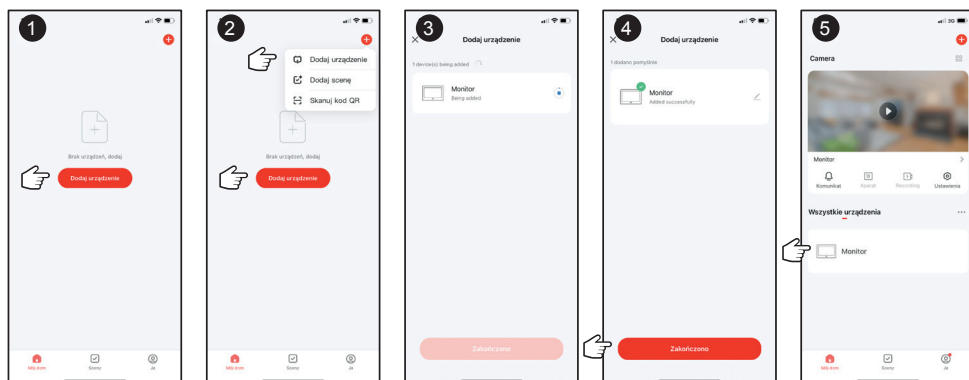 1
Brak urządzeń, dodaj
Dodaj urządzenie
Mój dom
Sceny
Ja
2
Dodaj urządzenie
Dodaj scenę
Skanuj kod QR
Brak urządzeń, dodaj
Dodaj urządzenie
Mój dom
Sceny
Ja
3
Dodaj urządzenie
1 device(s) being added
Monitor
Being added
Zakończono
4
Dodaj urządzenie
1 dodano pomyślnie
Monitor
Added successfully
Zakończono
5
3G
Camera
Monitor
Komunikat
Aparat
Recording
Ustawienia
Wszystkie urządzenia
Monitor
Mój dom
Sceny
Ja